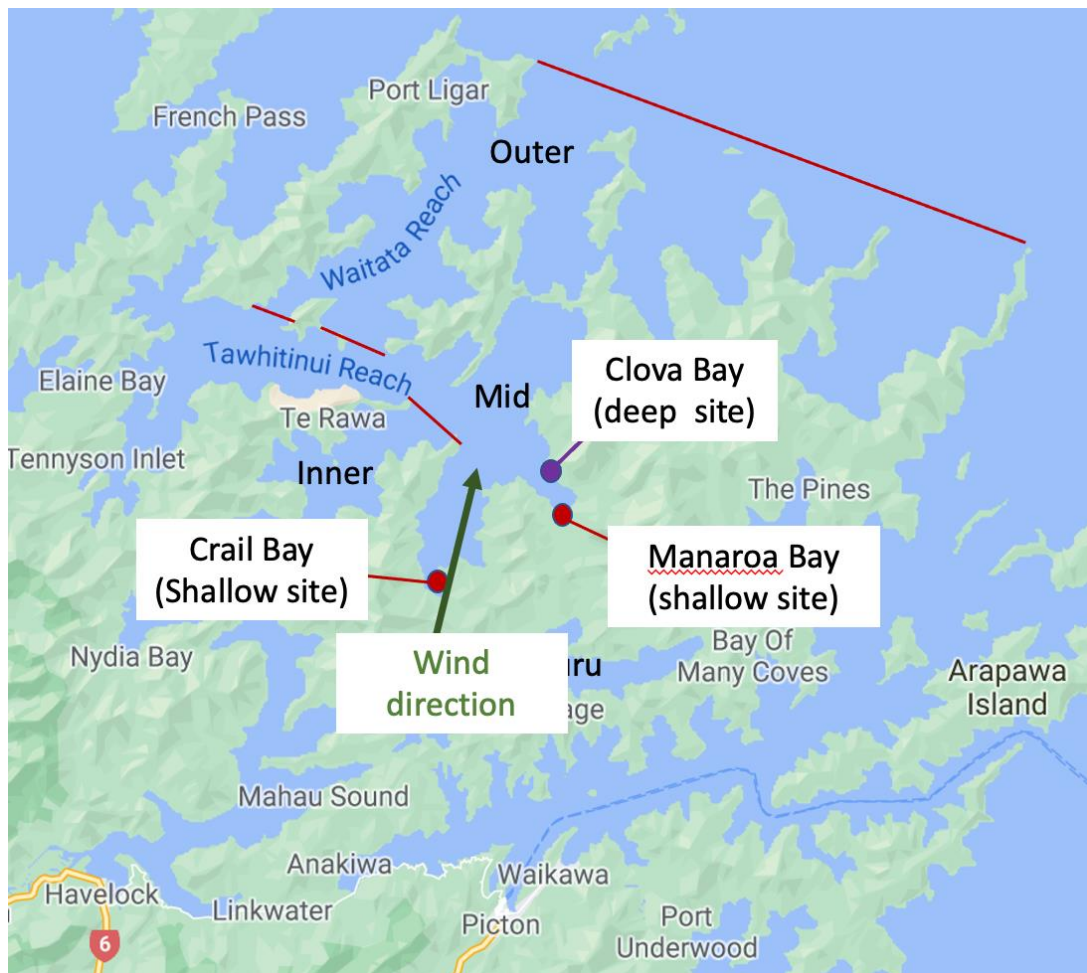 Port Ligar
French Pass
Outer
Waitata Reach
Tawhitinui Reach
Elaine Bay
Mid
Clova Bay
(deep site)
Te Rawa
Tennyson Inlet
Inner
The Pines
Crail Bay
(Shallow site)
Manaroa Bay
(shallow site)
Nydia Bay
Wind
direction
Bay Of
Many Coves
Arapawa
Island
Mahau Sound
Anakiwa
Waikawa
Havelock
Linkwater
Picton
Port
Underwood
6